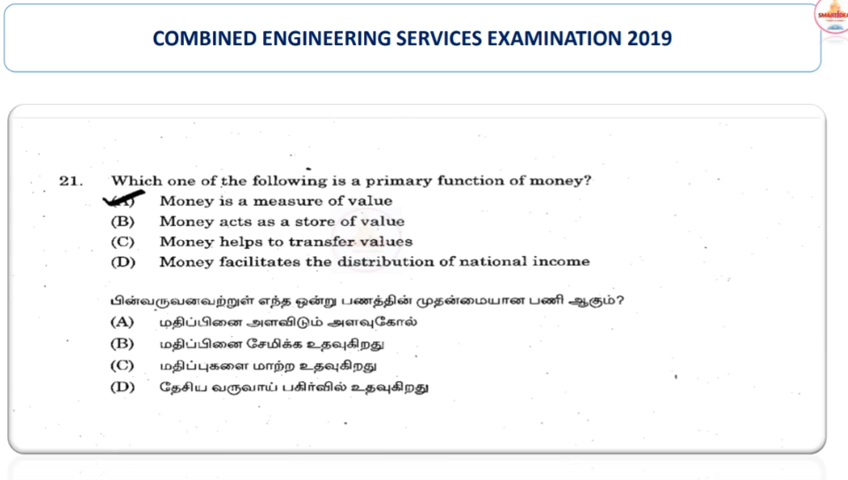 SMARTEDIA
COMBINED ENGINEERING SERVICES EXAMINATION 2019
21. Which one of the following is a primary function of money?
(A) Money is a measure of value
(B) Money acts as a store of value
(C) Money helps to transfer values
(D) Money facilitates the distribution of national income
பின்வருவனவற்றுள் எந்த ஒன்று பணத்தின் முதன்மையான பணி ஆகும்?
(A) மதிப்பினை அளவிடும் அளவுகோல்
(B) மதிப்பினை சேமிக்க உதவுகிறது
(C) மதிப்புகளை மாற்ற உதவுகிறது
(D) தேசிய வருவாய் பகிர்வில் உதவுகிறது